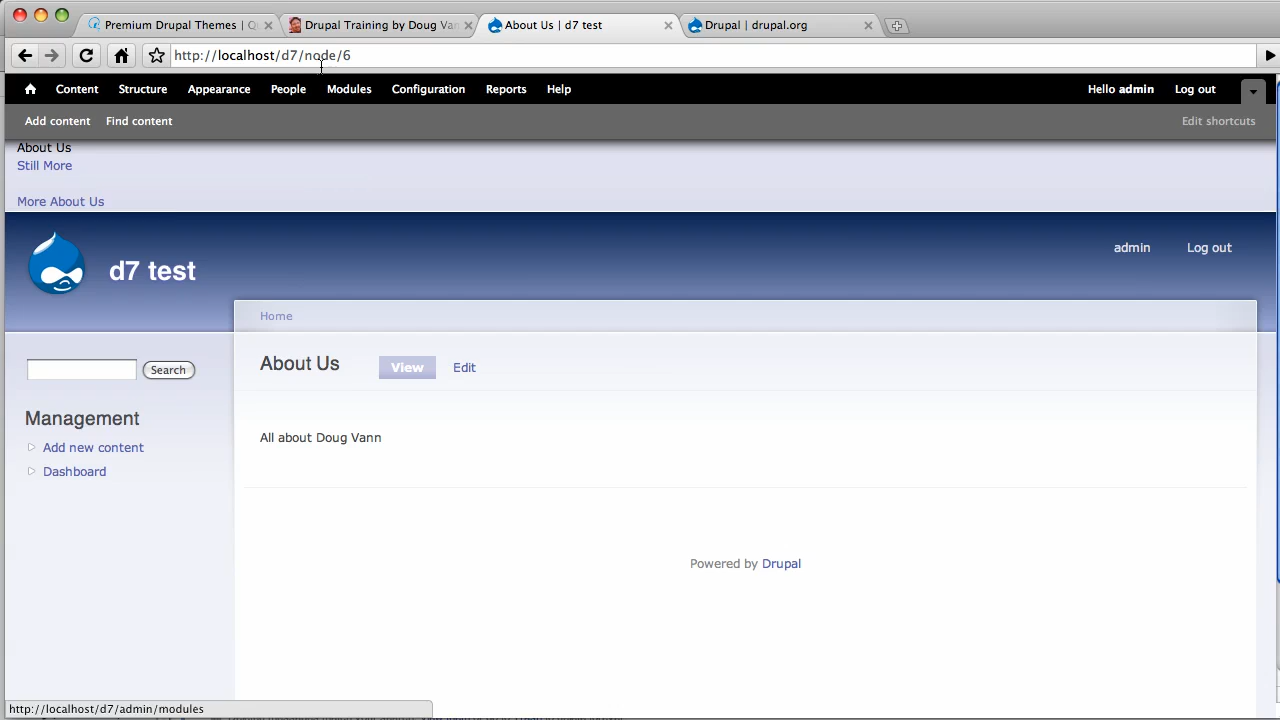 Premium Drupal Themes | Q
Drupal Training by Doug Van
About Us | d7 test
Drupal | drupal.org
http://localhost/d7/node/6
Content Structure Appearance People Modules Configuration Reports Help Hello admin Log out
Add content Find content Edit shortcuts
About Us
Still More
More About Us
d7 test
admin Log out
Home
Search
About Us View Edit
Management
Add new content
Dashboard
All about Doug Vann
Powered by Drupal
http://localhost/d7/admin/modules